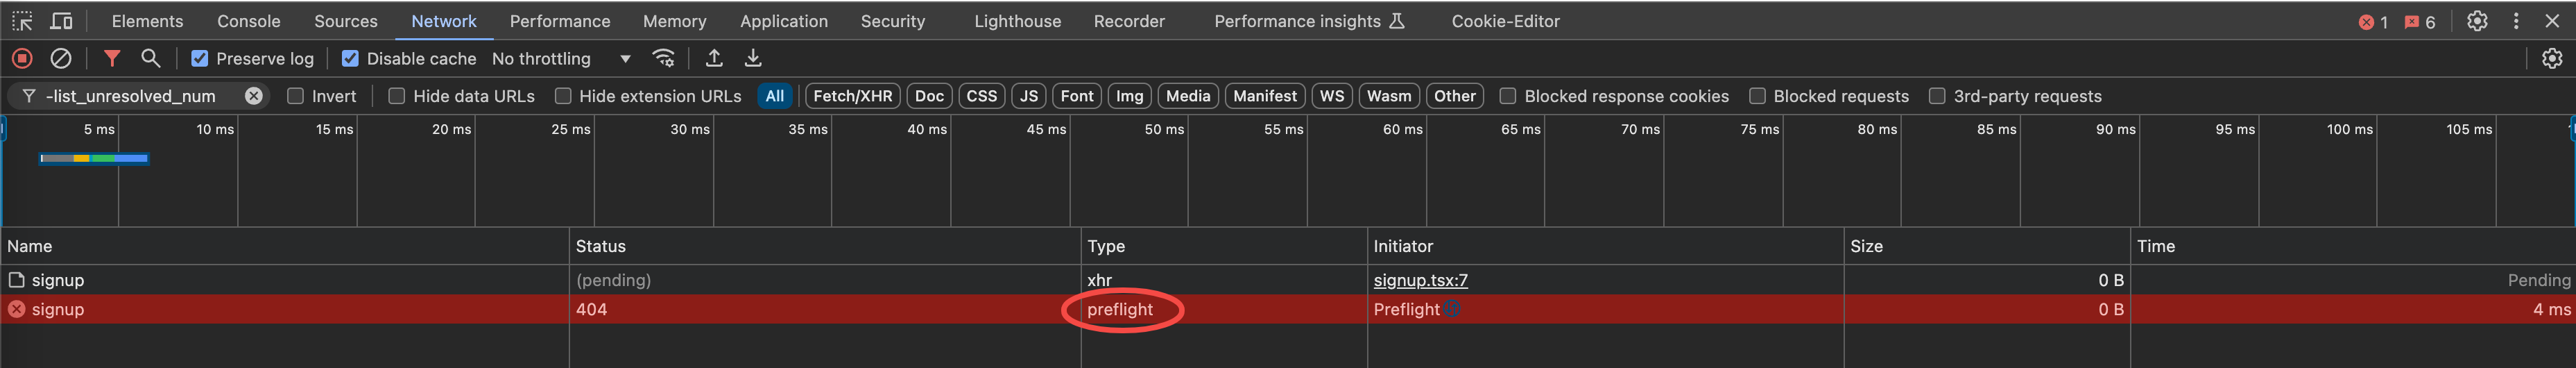 Elements Console Sources Network Performance Memory Application Security Lighthouse Recorder Performance insights Cookie-Editor 1 6
Preserve log Disable cache No throttling
-list_unresolved_num Invert Hide data URLs Hide extension URLs All Fetch/XHR Doc CSS JS Font Img Media Manifest WS Wasm Other Blocked response cookies Blocked requests 3rd-party requests
5 ms 10 ms 15 ms 20 ms 25 ms 30 ms 35 ms 40 ms 45 ms 50 ms 55 ms 60 ms 65 ms 70 ms 75 ms 80 ms 85 ms 90 ms 95 ms 100 ms 105 ms
Name Status Type Initiator Size Time
signup (pending) xhr signup.tsx:7 0 B Pending
signup 404 preflight Preflight 0 B 4 ms